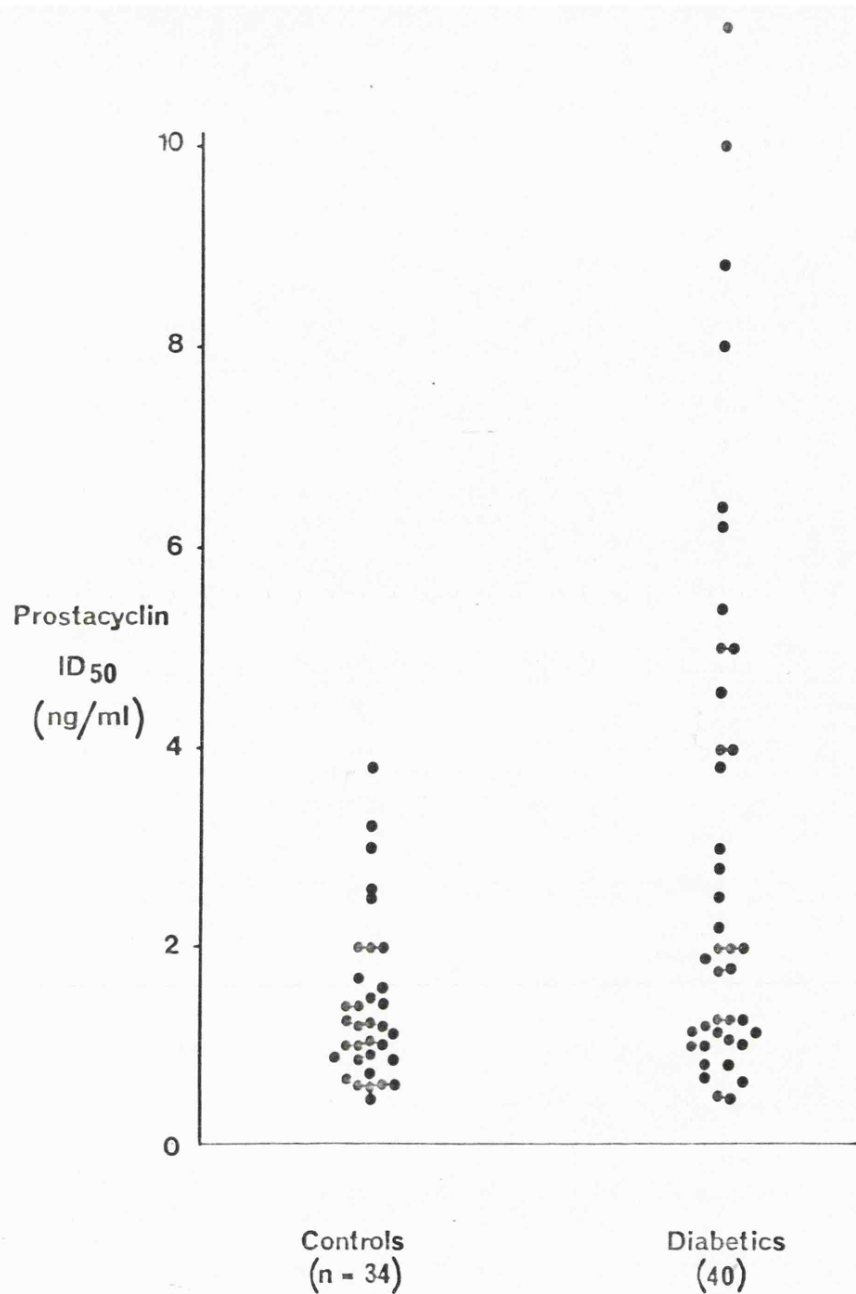 10
8
6
Prostacyclin
ID50
(ng/ml)
4
2
0
Controls
(n = 34)
Diabetics
(40)